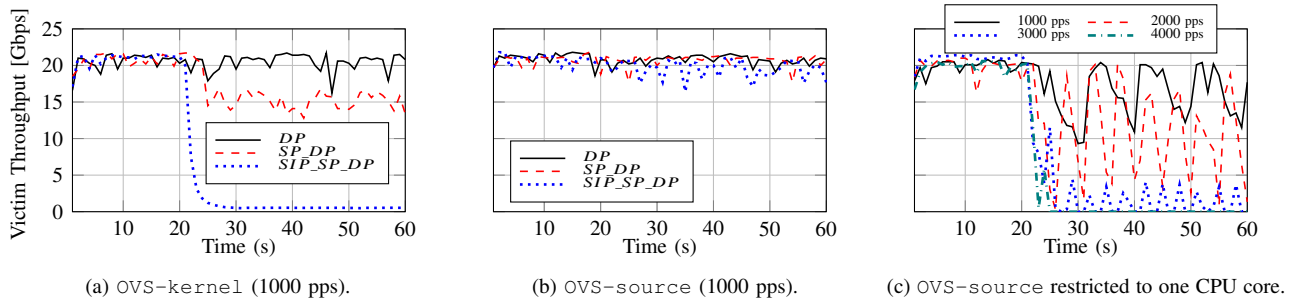 Victim Throughput [Gbps]
25
20
15
10
5
0
DP
SP_DP
SIP_SP_DP
10 20 30 40 50 60
Time (s)
(a) OVS-kernel (1000 pps).
DP
SP_DP
SIP_SP_DP
10 20 30 40 50 60
Time (s)
(b) OVS-source (1000 pps).
1000 pps 2000 pps
3000 pps 4000 pps
10 20 30 40 50 60
Time (s)
(c) OVS-source restricted to one CPU core.